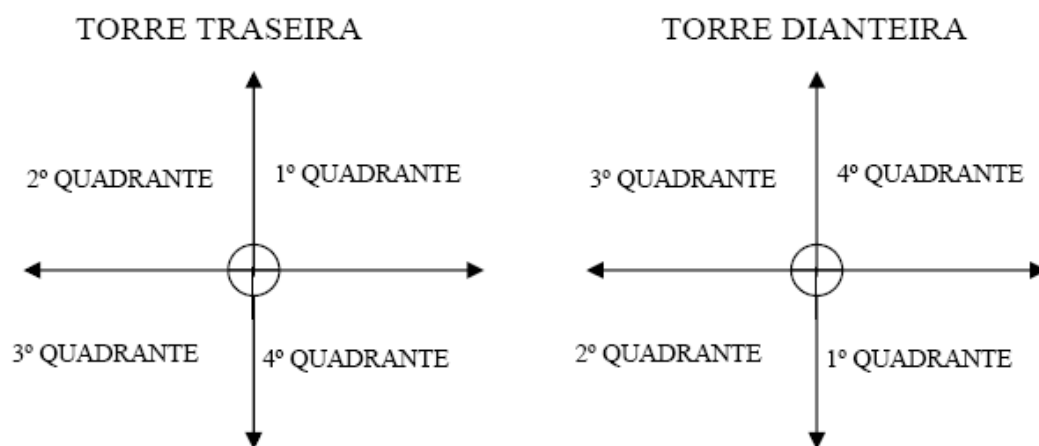 TORRE TRASEIRA
2º QUADRANTE
1º QUADRANTE
3º QUADRANTE
4º QUADRANTE
TORRE DIANTEIRA
3º QUADRANTE
4º QUADRANTE
2º QUADRANTE
1º QUADRANTE